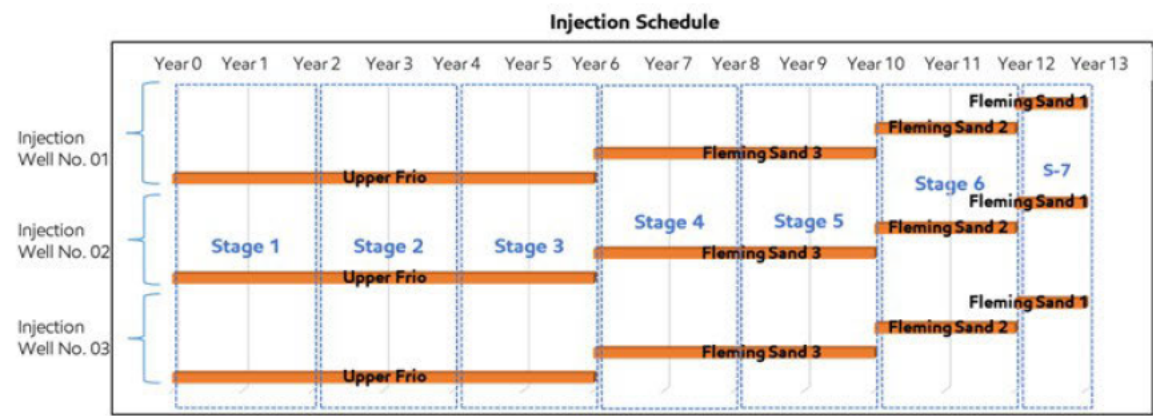 Injection Schedule
Year 0 Year 1 Year 2 Year 3 Year 4 Year 5 Year 6 Year 7 Year 8 Year 9 Year 10 Year 11 Year 12 Year 13
Fleming Sand 1
Injection
Well No. 01
Fleming Sand 2
Fleming Sand 3
Upper Frio
S-7
Stage 6
Fleming Sand 1
Injection
Well No. 02
Stage 4
Stage 5
Fleming Sand 2
Stage 1
Stage 2
Stage 3
Fleming Sand 3
Upper Frio
Fleming Sand 1
Injection
Well No. 03
Fleming Sand 2
Fleming Sand 3
Upper Frio